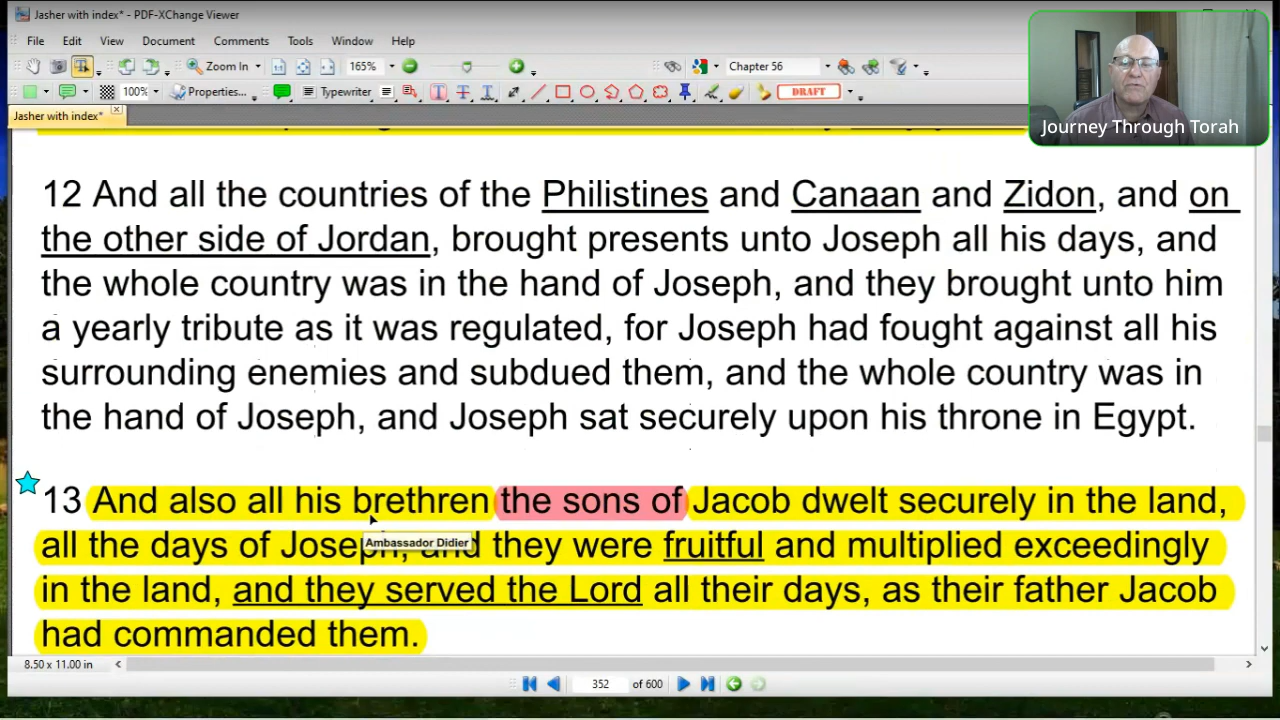 Jasher with index* - PDF-XChange Viewer
File Edit View Document Comments Tools Window Help
Zoom In 165% Chapter 56
100% Properties... Typewriter DRAFT
Jasher with index*
Journey Through Torah
12 And all the countries of the Philistines and Canaan and Zidon, and on
the other side of Jordan, brought presents unto Joseph all his days, and
the whole country was in the hand of Joseph, and they brought unto him
a yearly tribute as it was regulated, for Joseph had fought against all his
surrounding enemies and subdued them, and the whole country was in
the hand of Joseph, and Joseph sat securely upon his throne in Egypt.
13 And also all his brethren the sons of Jacob dwelt securely in the land,
all the days of Joseph, and they were fruitful and multiplied exceedingly
Ambassador Didier
in the land, and they served the Lord all their days, as their father Jacob
had commanded them.
8.50 x 11.00 in
352 of 600